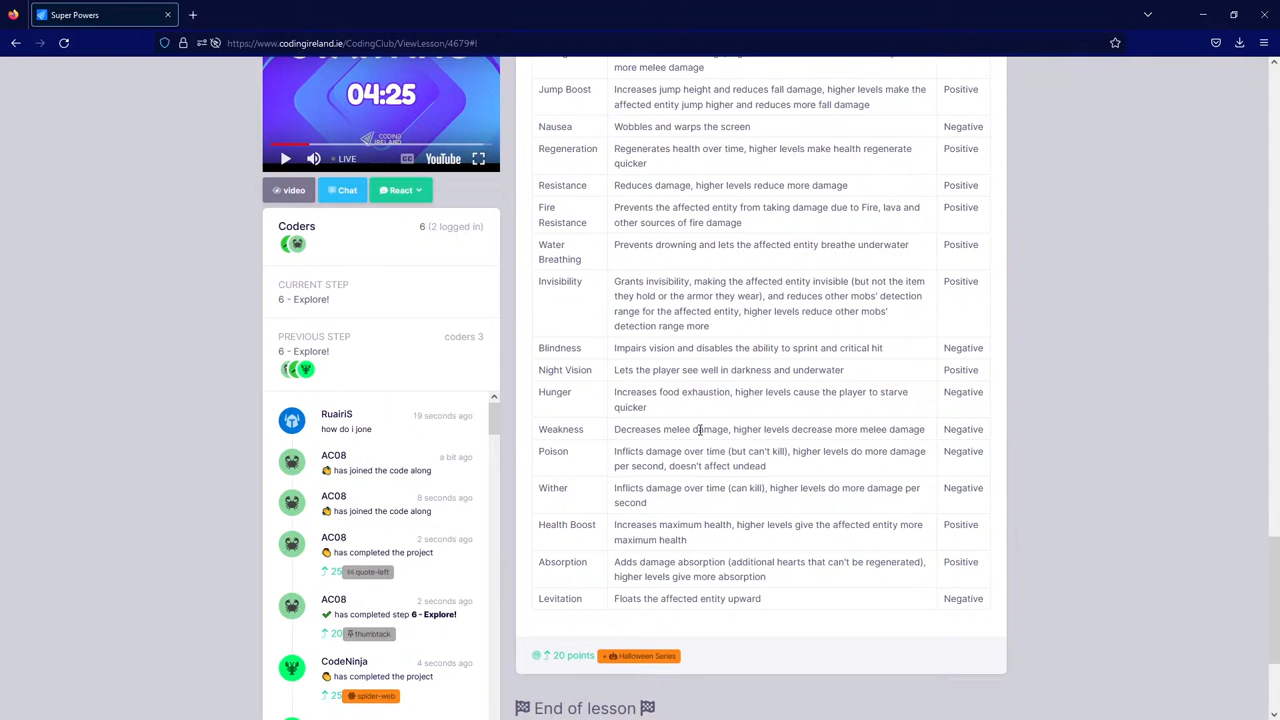 Super Powers
https://www.codingireland.ie/CodingClub/ViewLesson/4679#!
04:25
CODING
IRELAND
LIVE
CC
YouTube
video
Chat
React
Coders
6 (2 logged in)
CURRENT STEP
6 - Explore!
PREVIOUS STEP
coders 3
6 - Explore!
RuairiS
19 seconds ago
how do i jone
AC08
a bit ago
has joined the code along
AC08
8 seconds ago
has joined the code along
AC08
2 seconds ago
has completed the project
25 quote-left
AC08
2 seconds ago
has completed step 6 - Explore!
20 thumbtack
CodeNinja
4 seconds ago
has completed the project
25 spider-web
more melee damage
Jump Boost
Increases jump height and reduces fall damage, higher levels make the
affected entity jump higher and reduces more fall damage
Positive
Nausea
Wobbles and warps the screen
Negative
Regeneration
Regenerates health over time, higher levels make health regenerate
quicker
Positive
Resistance
Reduces damage, higher levels reduce more damage
Positive
Fire
Resistance
Prevents the affected entity from taking damage due to Fire, lava and
other sources of fire damage
Positive
Water
Breathing
Prevents drowning and lets the affected entity breathe underwater
Positive
Invisibility
Grants invisibility, making the affected entity invisible (but not the item
they hold or the armor they wear), and reduces other mobs' detection
range for the affected entity, higher levels reduce other mobs'
detection range more
Positive
Blindness
Impairs vision and disables the ability to sprint and critical hit
Negative
Night Vision
Lets the player see well in darkness and underwater
Positive
Hunger
Increases food exhaustion, higher levels cause the player to starve
quicker
Negative
Weakness
Decreases melee damage, higher levels decrease more melee damage
Negative
Poison
Inflicts damage over time (but can't kill), higher levels do more damage
per second, doesn't affect undead
Negative
Wither
Inflicts damage over time (can kill), higher levels do more damage per
second
Negative
Health Boost
Increases maximum health, higher levels give the affected entity more
maximum health
Positive
Absorption
Adds damage absorption (additional hearts that can't be regenerated),
higher levels give more absorption
Positive
Levitation
Floats the affected entity upward
Negative
20 points
+ Halloween Series
End of lesson